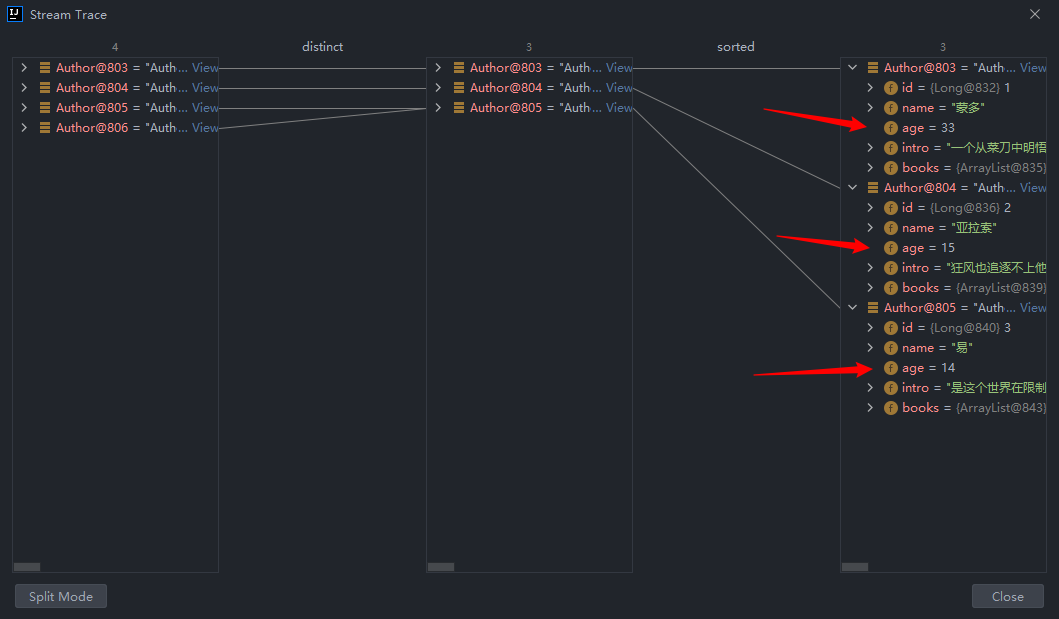 Stream Trace
4 distinct 3 sorted 3
Author@803 = "Auth... View Author@803 = "Auth... View Author@803 = "Auth... View
Author@804 = "Auth... View Author@804 = "Auth... View id = {Long@832} 1
Author@805 = "Auth... View Author@805 = "Auth... View name = "蒙多"
Author@806 = "Auth... View age = 33
intro = "一个从菜刀中明悟
books = {ArrayList@835}
Author@804 = "Auth... View
id = {Long@836} 2
name = "亚拉索"
age = 15
intro = "狂风也追逐不上他
books = {ArrayList@839}
Author@805 = "Auth... View
id = {Long@840} 3
name = "易"
age = 14
intro = "是这个世界在限制
books = {ArrayList@843}
Split Mode Close